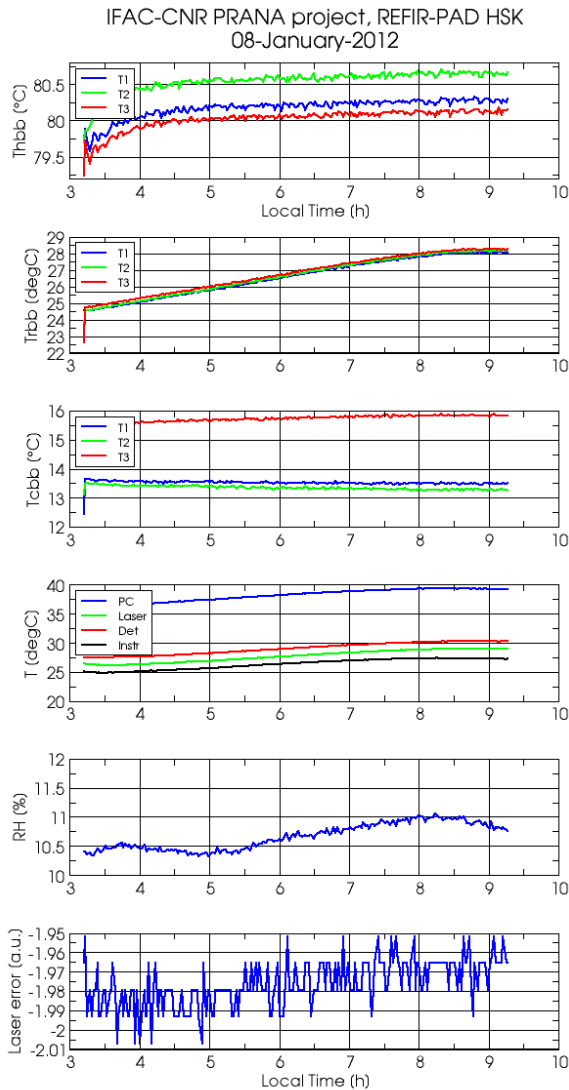 IFAC-CNR PRANA project, REFIR-PAD HSK
08-January-2012
Thbb (°C)
80.5
80
79.5
T1
T2
T3
3 4 5 6 7 8 9 10
Local Time (h)
Trbb (degC)
29
28
27
26
25
24
23
22
T1
T2
T3
3 4 5 6 7 8 9 10
Tcbb (°C)
16
15
14
13
12
T1
T2
T3
3 4 5 6 7 8 9 10
T (degC)
40
35
30
25
20
PC
Laser
Det
Instr
3 4 5 6 7 8 9 10
RH (%)
12
11.5
11
10.5
10
3 4 5 6 7 8 9 10
Laser error (a.u.)
-1.95
-1.96
-1.97
-1.98
-1.99
-2
-2.01
3 4 5 6 7 8 9 10
Local Time (h)